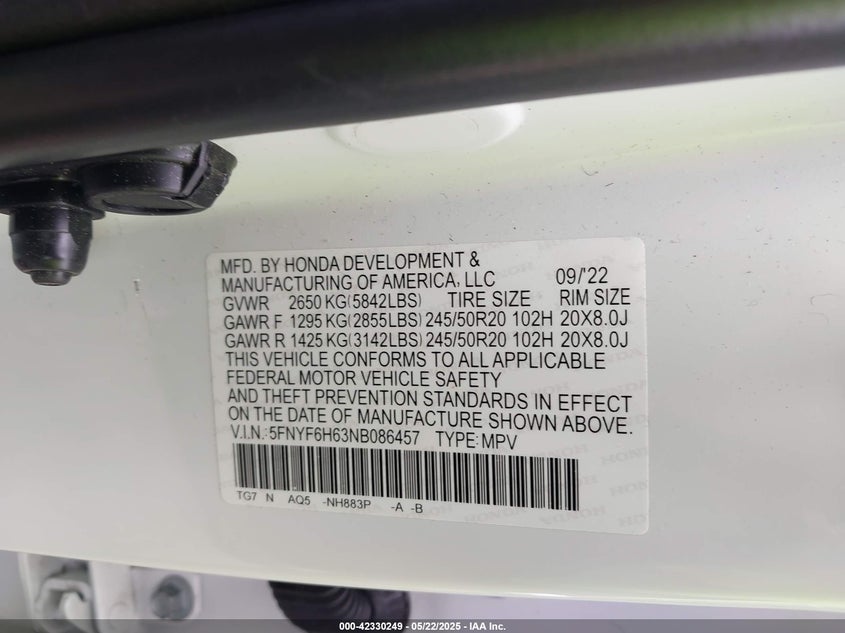 MFD. BY HONDA DEVELOPMENT &
MANUFACTURING OF AMERICA, LLC 09/'22
GVWR 2650 KG(5842LBS) TIRE SIZE RIM SIZE
GAWR F 1295 KG(2855LBS) 245/50R20 102H 20X8.0J
GAWR R 1425 KG(3142LBS) 245/50R20 102H 20X8.0J
THIS VEHICLE CONFORMS TO ALL APPLICABLE
FEDERAL MOTOR VEHICLE SAFETY
AND THEFT PREVENTION STANDARDS IN EFFECT
ON THE DATE OF MANUFACTURE SHOWN ABOVE.
V.I.N.:5FNYF6H63NB086457 TYPE:MPV
TG7 N AQ5 -NH883P -A -B
000-42330249 - 05/22/2025 - IAA Inc.